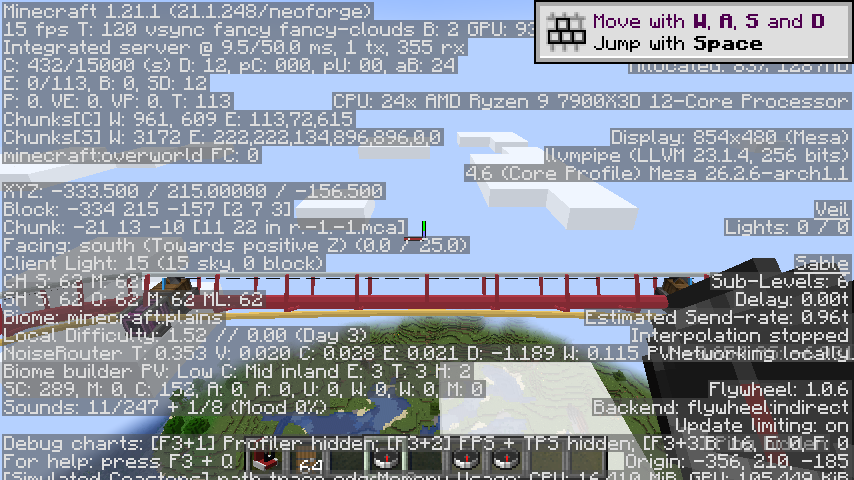 Minecraft 1.21.1 (21.1.248/neoforge)
15 fps T: 120 vsync fancy fancy-clouds B: 2 GPU: 93
Integrated server @ 9.5/50.0 ms, 1 tx, 355 rx
C: 432/15000 (s) D: 12, pC: 000, pU: 00, aB: 24
E: 0/113, B: 0, SD: 12
P: 0. VE: 0. VP: 0. T: 113
Chunks[C] W: 961, 609 E: 113,72,615
Chunks[S] W: 3172 E: 222,222,134,896,896,0,0
minecraft:overworld FC: 0
XYZ: -333.500 / 215.00000 / -156.500
Block: -334 215 -157 [2 7 3]
Chunk: -21 13 -10 [11 22 in r.-1.-1.mca]
Facing: south (Towards positive Z) (0.0 / 25.0)
Client Light: 15 (15 sky, 0 block)
CH S: 62 M: 62
SH S: 62 O: 62 M: 62 ML: 62
Biome: minecraft:plains
Local Difficulty: 1.52 // 0.00 (Day 3)
NoiseRouter T: 0.353 V: 0.020 C: 0.028 E: 0.021 D: -1.189 W: 0.115
Biome builder PV: Low C: Mid inland E: 3 T: 3 H: 2
SC: 289, M: 0, C: 152, A: 0, A: 0, U: 0, W: 0, W: 0, M: 0
Sounds: 11/247 + 1/8 (Mood 0%)
Debug charts: [F3+1] Profiler hidden; [F3+2] FPS + TPS hidden; [F3+3]
For help: press F3 + Q
Move with W, A, S and D
Jump with Space
CPU: 24x AMD Ryzen 9 7900X3D 12-Core Processor
Display: 854x480 (Mesa)
llvmpipe (LLVM 23.1.4, 256 bits)
4.6 (Core Profile) Mesa 26.2.6-arch1.1
Veil
Lights: 0 / 0
Sable
Sub-Levels: 6
Delay: 0.00t
Estimated Send-rate: 0.96t
Interpolation stopped
Networking locally
Flywheel: 1.0.6
Backend: flywheel:indirect
Update limiting: on
B: 16, E: 0, F: 0
Origin: -356, 210, -185
64